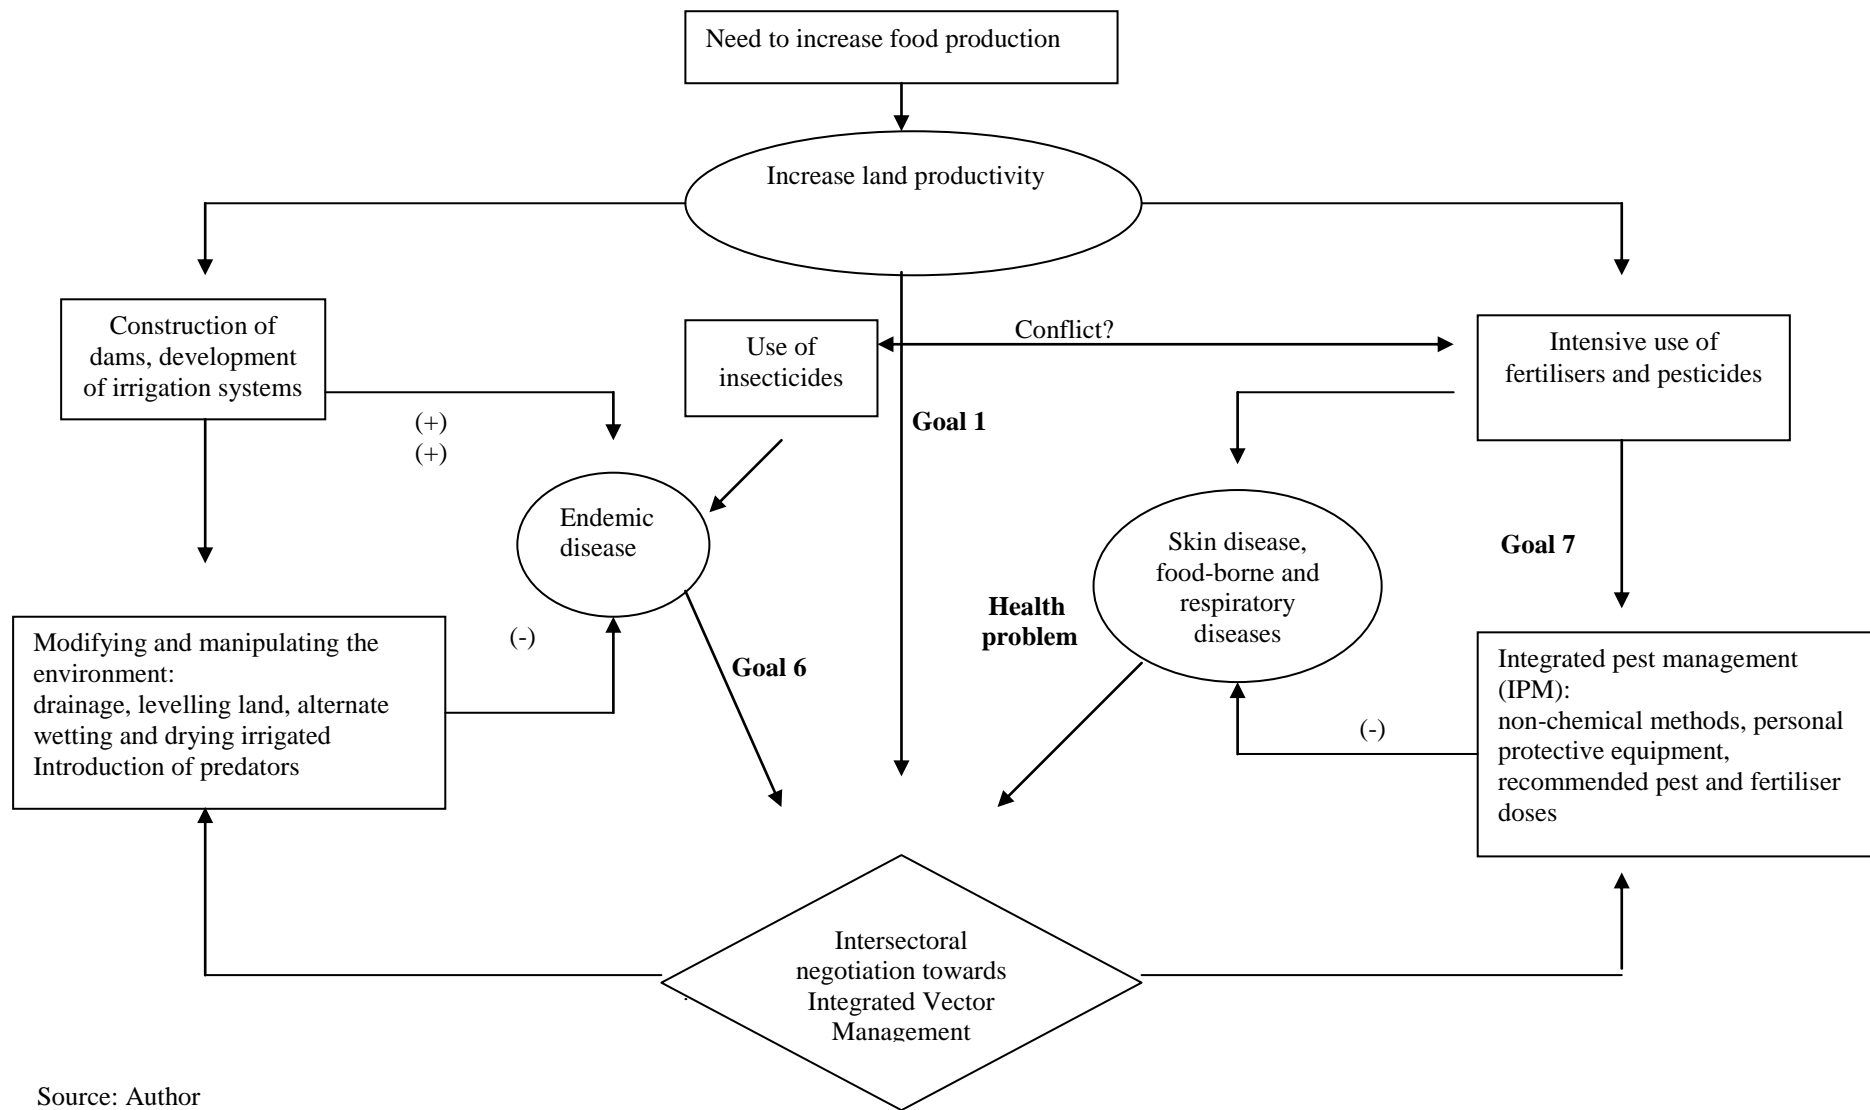 Need to increase food production
Increase land productivity
Construction of
dams, development
of irrigation systems
Use of
insecticides
Conflict?
Intensive use of
fertilisers and pesticides
(+)
(+)
Goal 1
Endemic
disease
Skin disease,
food-borne and
respiratory
diseases
Goal 7
Health
problem
(-)
Goal 6
Modifying and manipulating the
environment:
drainage, levelling land, alternate
wetting and drying irrigated
Introduction of predators
(-)
Integrated pest management
(IPM):
non-chemical methods, personal
protective equipment,
recommended pest and fertiliser
doses
Intersectoral
negotiation towards
Integrated Vector
Management
Source: Author